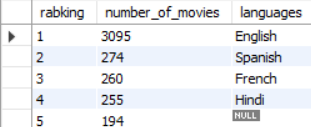 rabking number_of_movies languages
1 3095 English
2 274 Spanish
3 260 French
4 255 Hindi
5 194 NULL